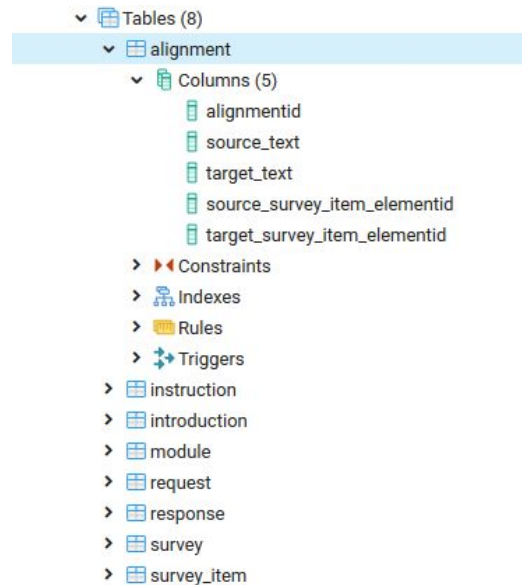 Tables (8)
alignment
Columns (5)
alignmentid
source_text
target_text
source_survey_item_elementid
target_survey_item_elementid
Constraints
Indexes
Rules
Triggers
instruction
introduction
module
request
response
survey
survey_item